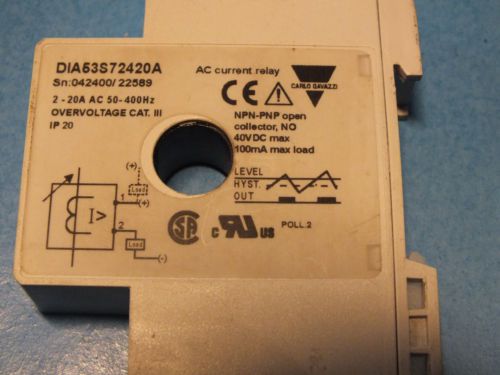 DIA53S72420A
Sn:042400/ 22589
2 - 20A AC 50-400Hz
OVERVOLTAGE CAT. III
IP 20
AC current relay
CE
CARLO GAVAZZI
NPN-PNP open
collector, NO
40VDC max
100mA max load
LEVEL
HYST.
OUT
(+)
Load
1
(+)
I>
2
Load
(-)
SA
C UR US
POLL.2